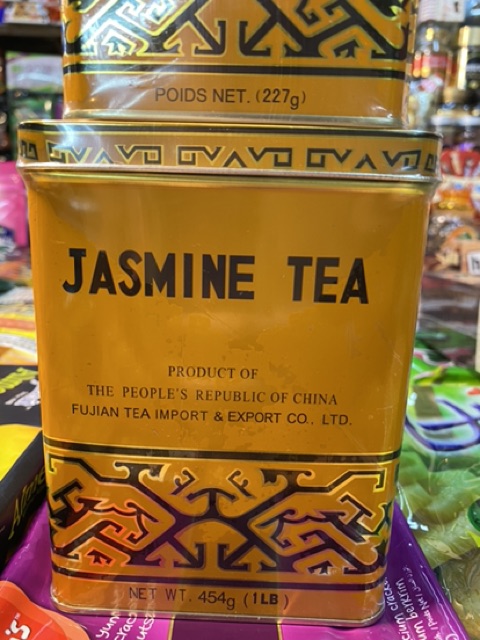 POIDS NET. (227g)
JASMINE TEA
PRODUCT OF
THE PEOPLE'S REPUBLIC OF CHINA
FUJIAN TEA IMPORT & EXPORT CO., LTD.
NET WT. 454g (1LB)